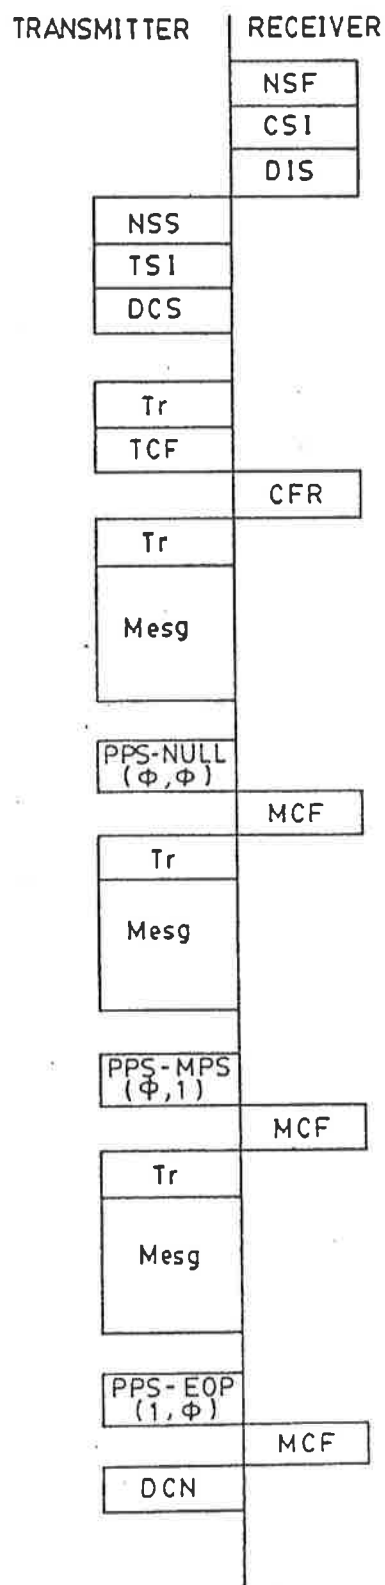 TRANSMITTER RECEIVER
NSF
CSI
DIS
NSS
TSI
DCS
Tr
TCF
CFR
Tr
Mesg
PPS-NULL
(Φ,Φ)
MCF
Tr
Mesg
PPS-MPS
(Φ,1)
MCF
Tr
Mesg
PPS-EOP
(1,Φ)
MCF
DCN